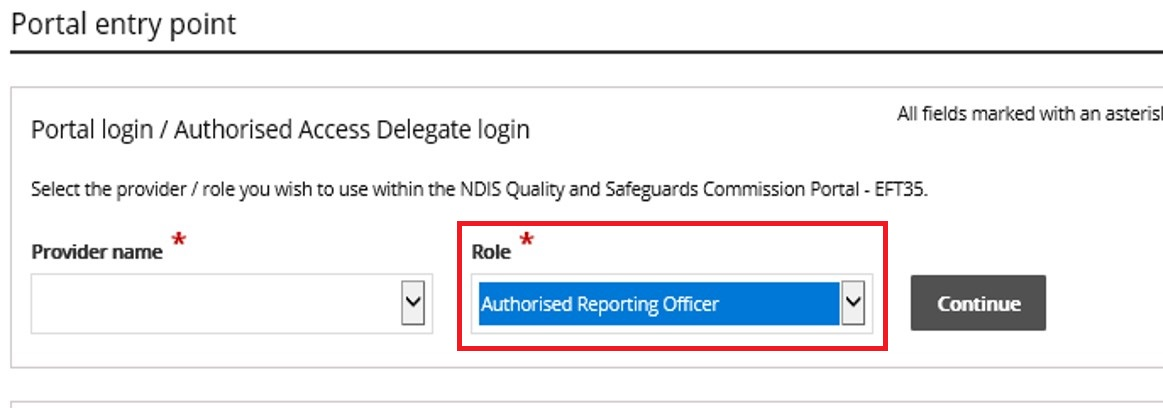 Portal entry point
All fields marked with an
Portal login / Authorised Access Delegate login
Select the provider / role you wish to use within the NDIS Quality and Safeguards Commission Portal - EFT35.
Provider name *
Role *
Authorised Reporting Officer
Continue